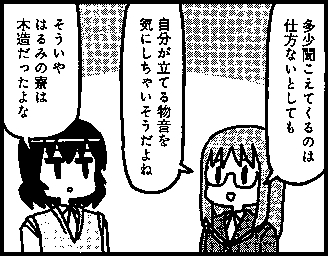 多少聞こえてくるのは
仕方ないとしても
自分が立てる物音を
気にしちゃいそうだよね
そういや
はるみの寮は
木造だったよな